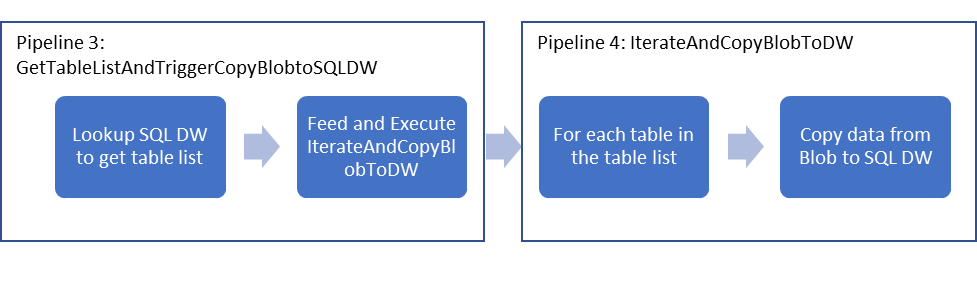 Pipeline 3:
GetTableListAndTriggerCopyBlobtoSQLDW
Lookup SQL DW
to get table list
Feed and Execute
IterateAndCopyBl
obToDW
Pipeline 4: IterateAndCopyBlobToDW
For each table in
the table list
Copy data from
Blob to SQL DW